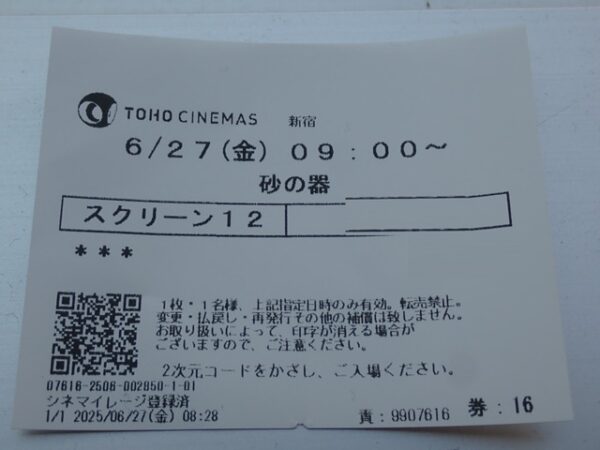 TOHO CINEMAS 新宿
6/27(金) 09:00～
砂の器
スクリーン12
***
1枚・1名様、上記指定日時のみ有効。転売禁止。
変更・払戻し・再発行その他の補償は致しません。
お取り扱いによって、印字が消える場合が
ございますので、ご注意ください。
2次元コードをかざし、ご入場ください。
07616-2506-002850-1-01
シネマイレージ登録済
1/1 2025/06/27(金) 08:28
責:9907616 券:16